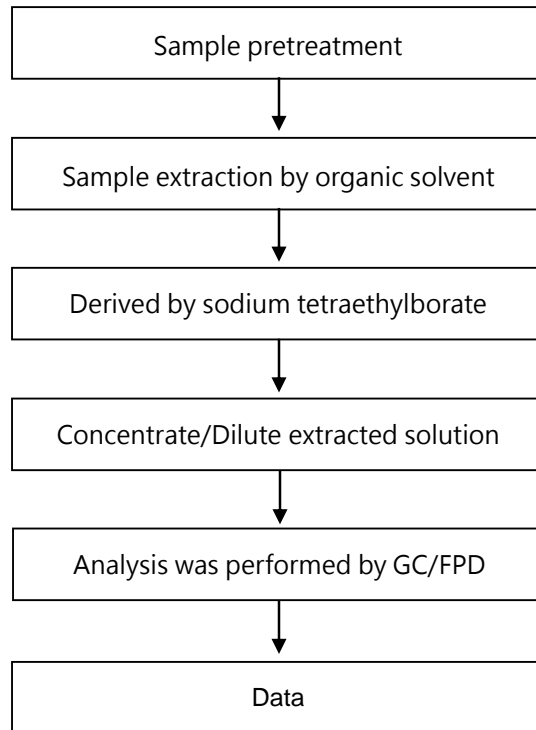 Sample pretreatment
Sample extraction by organic solvent
Derived by sodium tetraethylborate
Concentrate/Dilute extracted solution
Analysis was performed by GC/FPD
Data